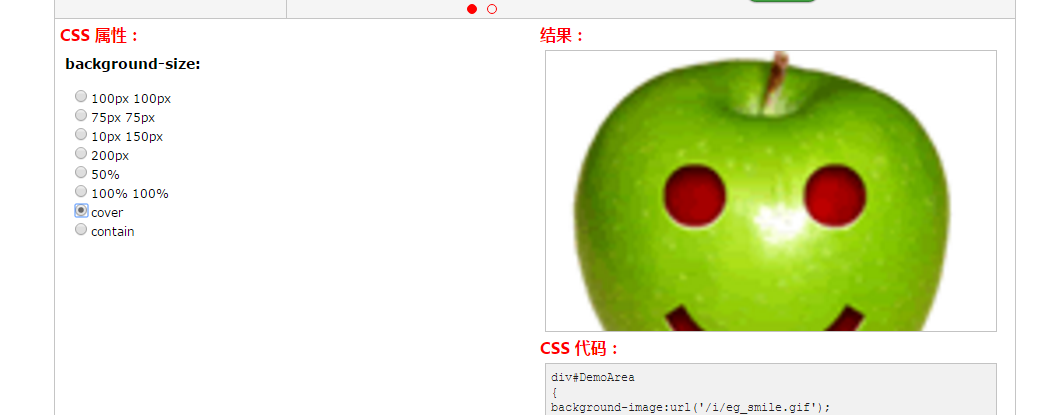 CSS 属性：
background-size:
100px 100px
75px 75px
10px 150px
200px
50%
100% 100%
cover
contain
结果：
CSS 代码：
div#DemoArea
{
background-image:url('/i/eg_smile.gif');